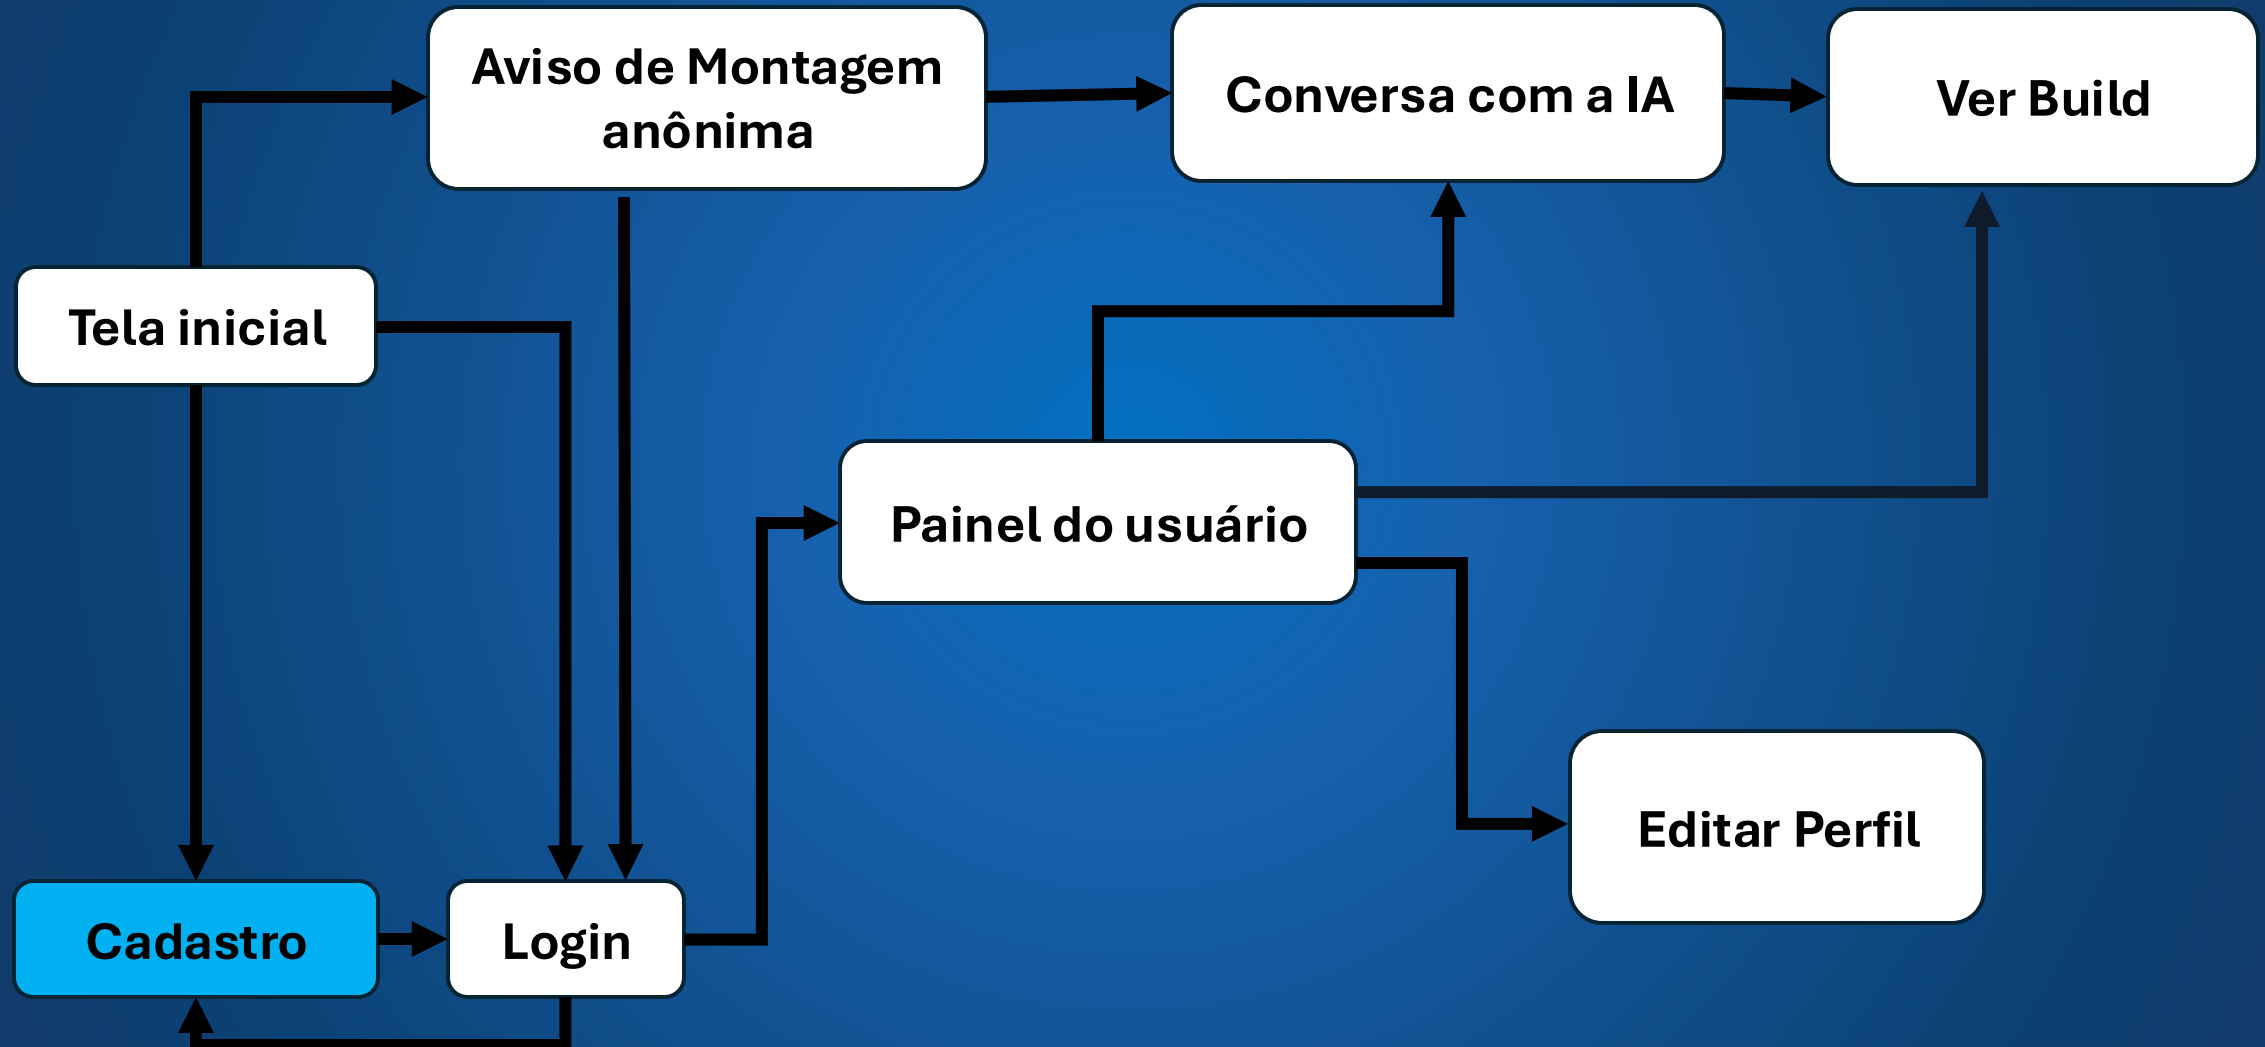 Aviso de Montagem
anônima
Conversa com a IA
Ver Build
Tela inicial
Painel do usuário
Editar Perfil
Cadastro
Login